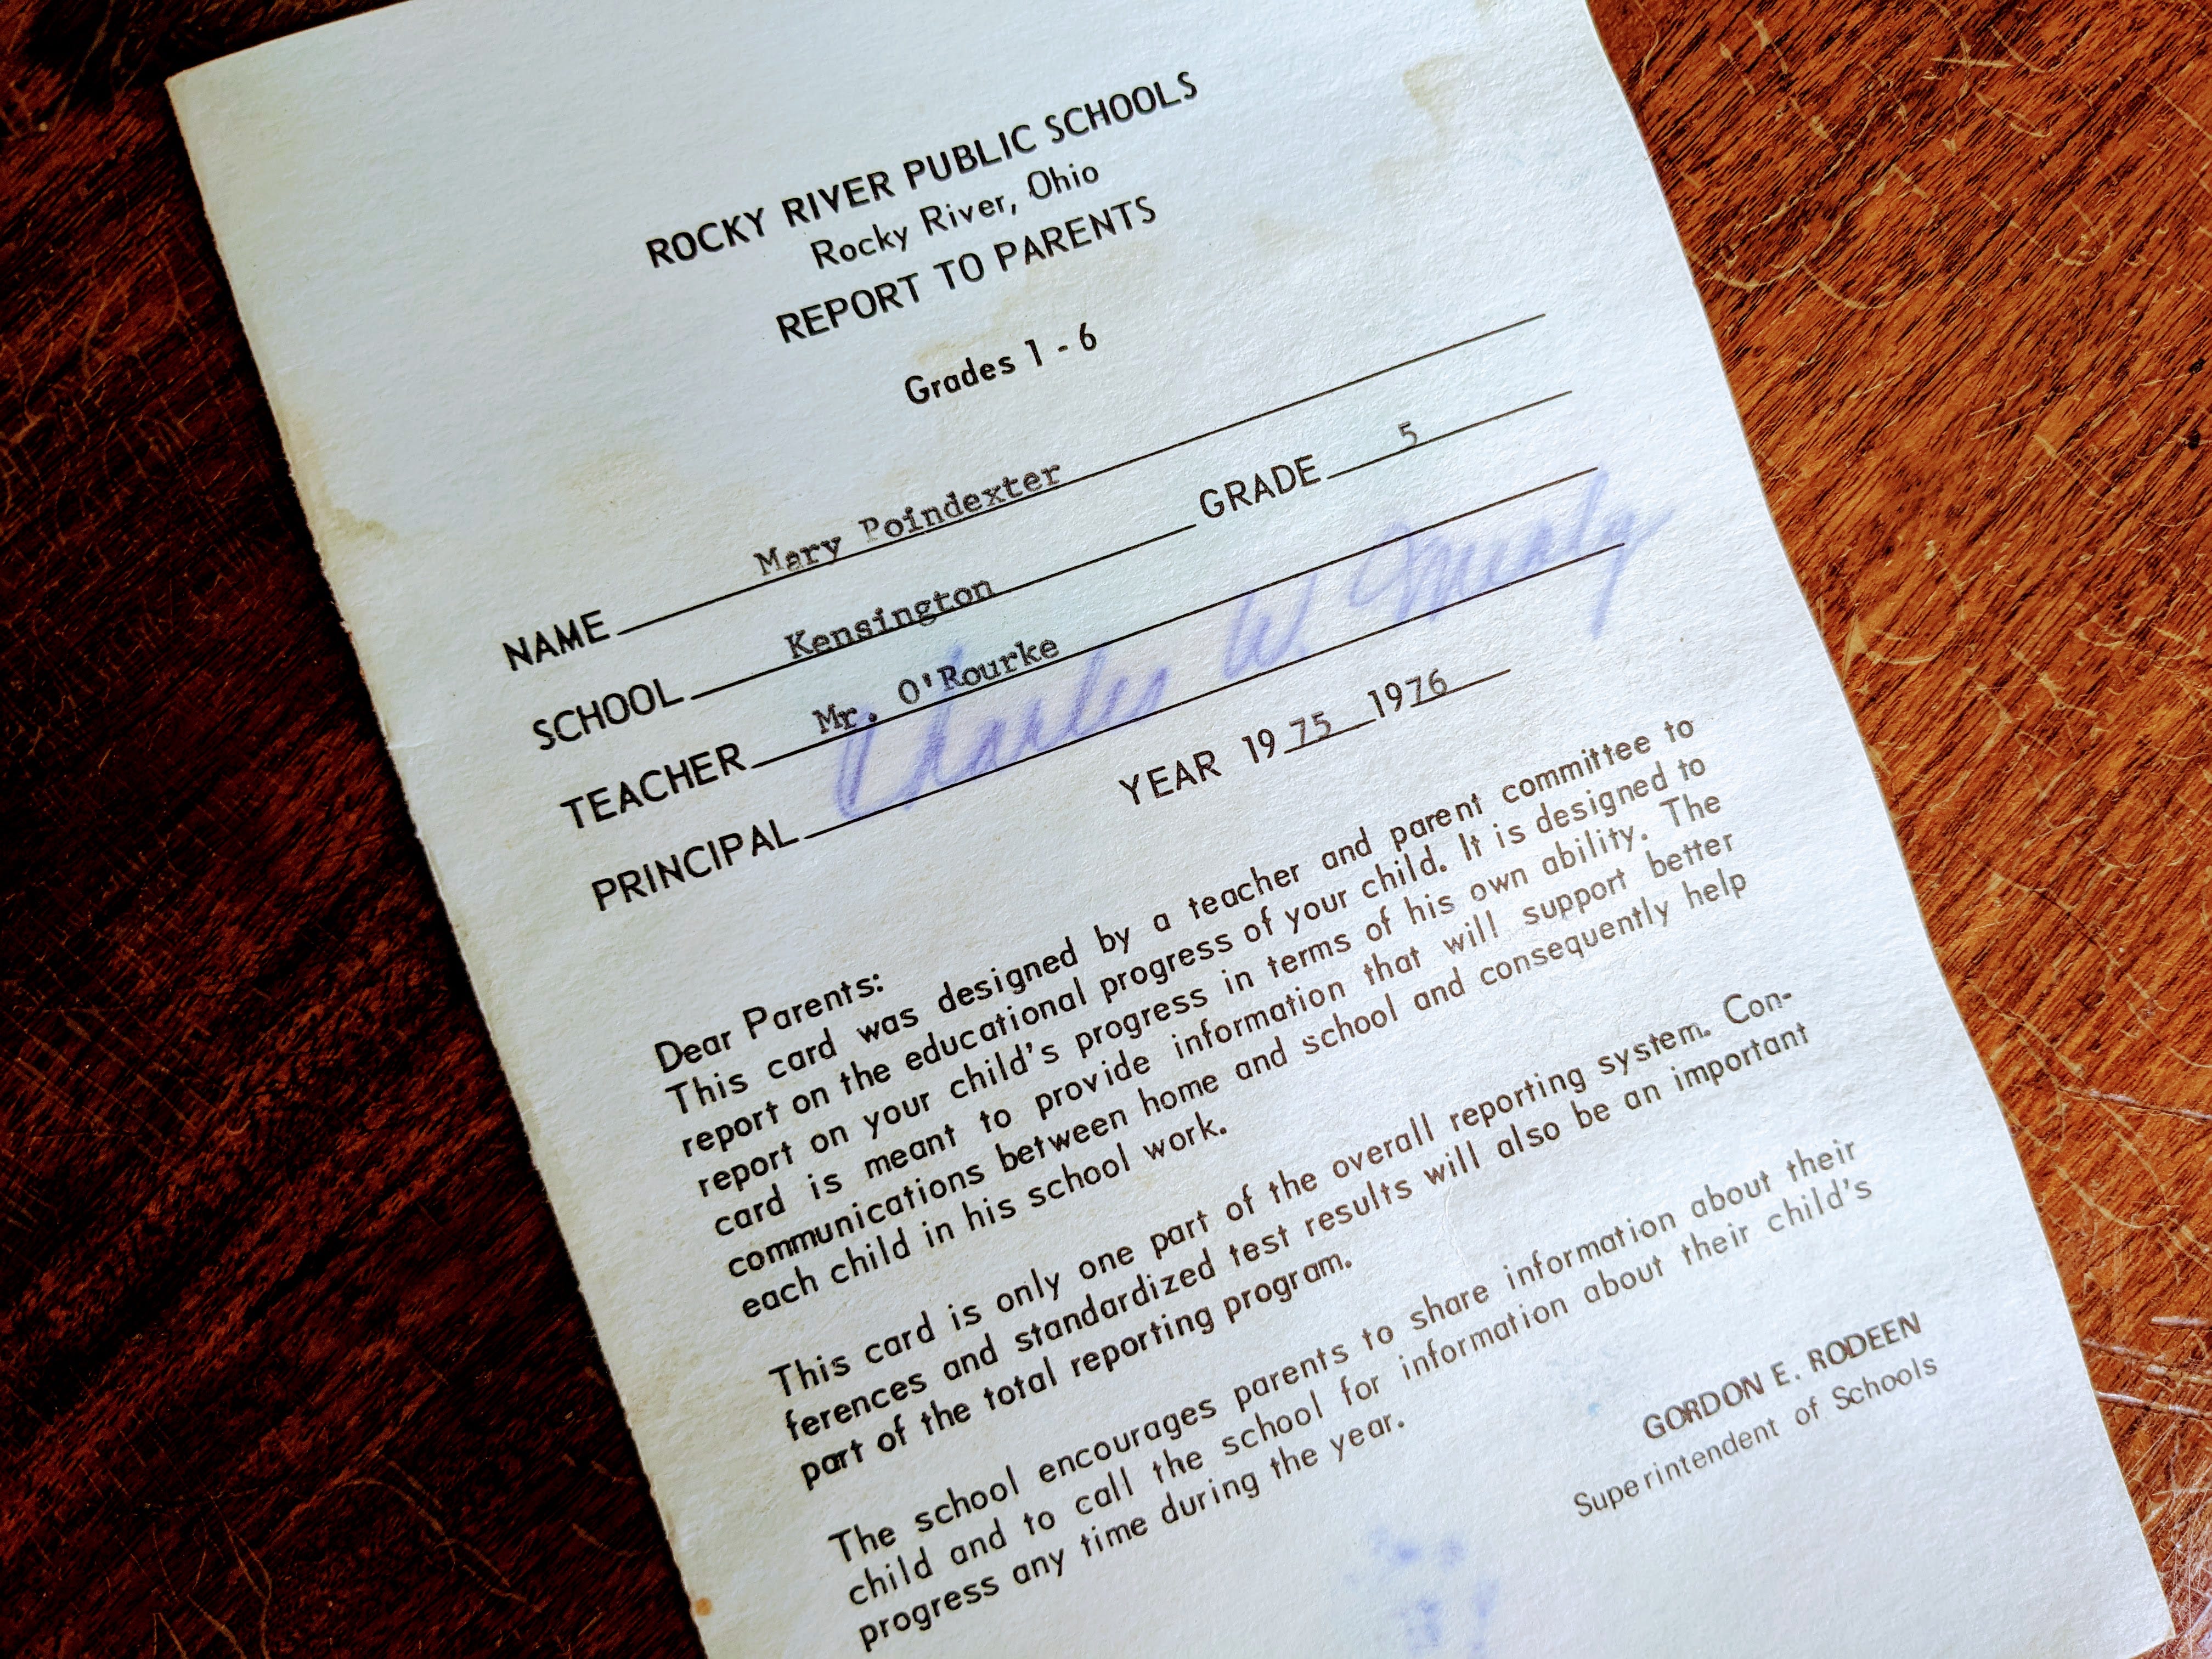 ROCKY RIVER PUBLIC SCHOOLS
Rocky River, Ohio
REPORT TO PARENTS
Grades 1 - 6
NAME Mary Poindexter
SCHOOL Kensington GRADE 5
TEACHER Mr. O'Rourke
PRINCIPAL Charles W
YEAR 19 75 1976
Dear Parents:
This card was designed by a teacher and parent committee to
report on the educational progress of your child. It is designed to
report on your child's progress in terms of his own ability. The
card is meant to provide information that will support better
communications between home and school and consequently help
each child in his school work.
This card is only one part of the overall reporting system. Con-
ferences and standardized test results will also be an important
part of the total reporting program.
The school encourages parents to share information about their
child and to call the school for information about their child's
progress any time during the year.
GORDON E. RODEEN
Superintendent of Schools